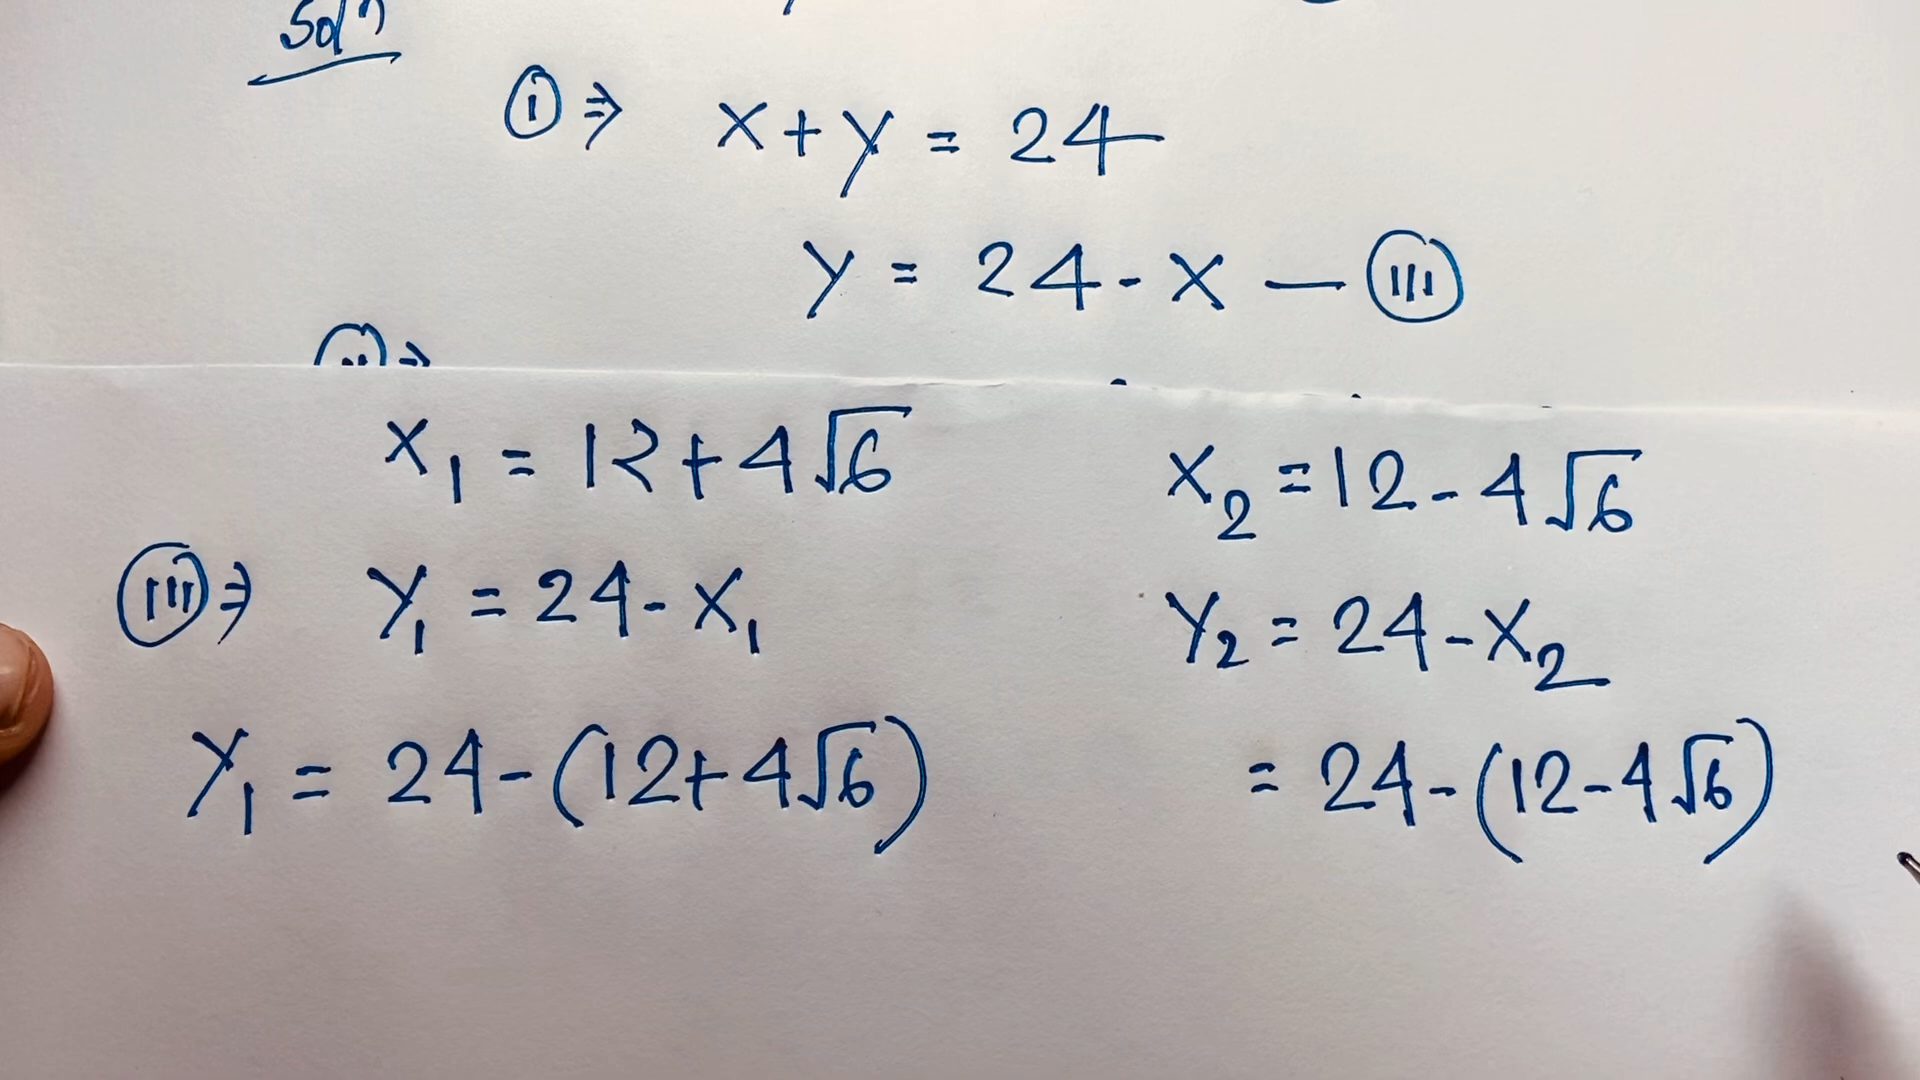 Soln
(i) ⇒ x + y = 24
y = 24 - x — (iii)
(ii) ⇒
x₁ = 12 + 4√6
x₂ = 12 - 4√6
(iii) ⇒ y₁ = 24 - x₁
y₂ = 24 - x₂
y₁ = 24 - (12 + 4√6)
= 24 - (12 - 4√6)